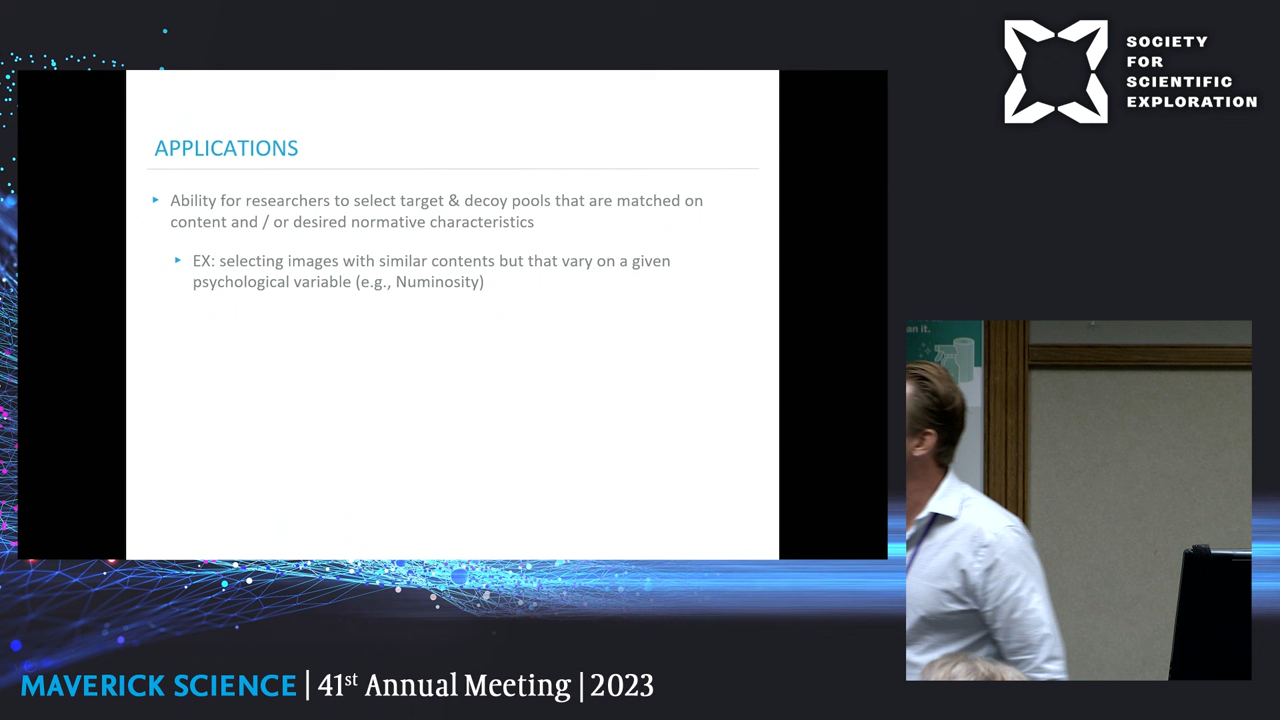 SOCIETY
FOR
SCIENTIFIC
EXPLORATION
APPLICATIONS
Ability for researchers to select target & decoy pools that are matched on
content and / or desired normative characteristics
EX: selecting images with similar contents but that vary on a given
psychological variable (e.g., Numinosity)
an it.
MAVERICK SCIENCE | 41st Annual Meeting | 2023